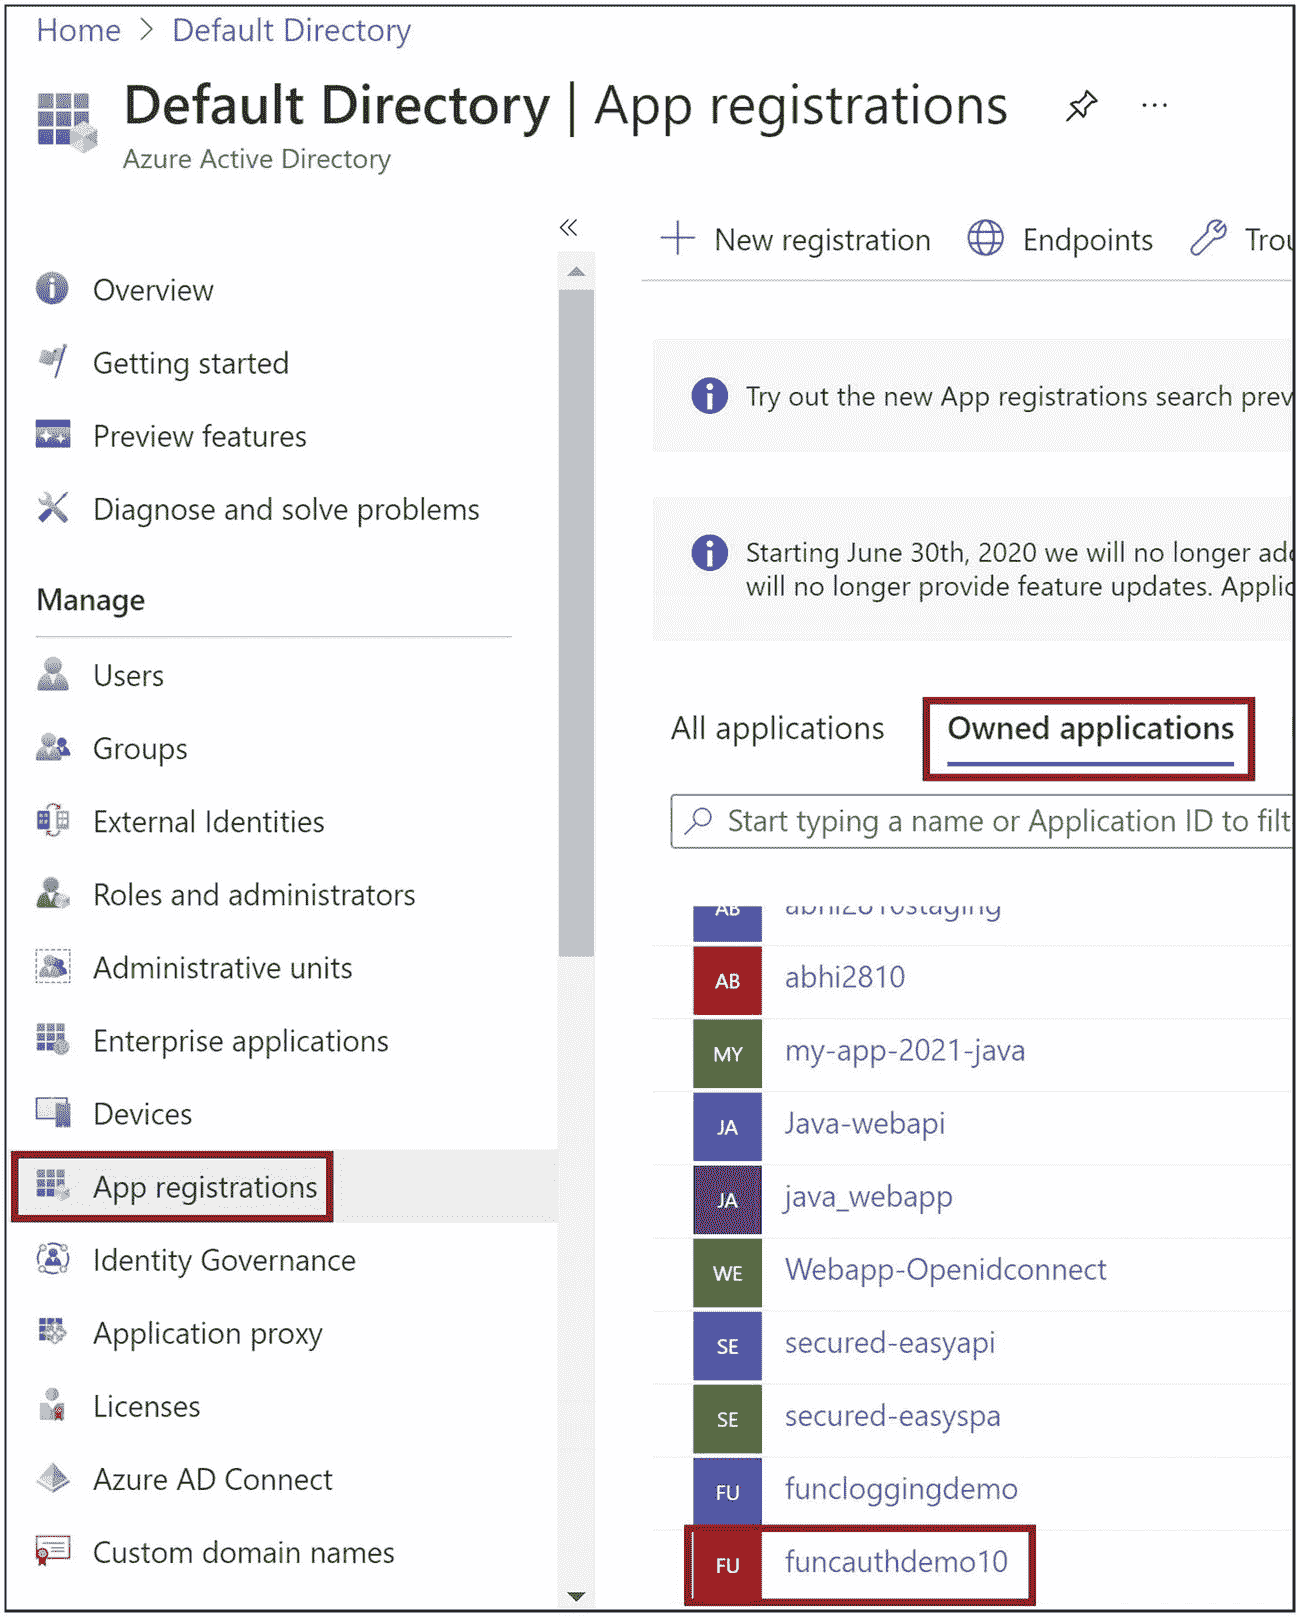 Home > Default Directory
Default Directory | App registrations
Azure Active Directory
Overview
Getting started
Preview features
Diagnose and solve problems
Manage
Users
Groups
External Identities
Roles and administrators
Administrative units
Enterprise applications
Devices
App registrations
Identity Governance
Application proxy
Licenses
Azure AD Connect
Custom domain names
New registration Endpoints Trou
Try out the new App registrations search prev
Starting June 30th, 2020 we will no longer add
will no longer provide feature updates. Applic
All applications Owned applications
Start typing a name or Application ID to filt
AB abhi2810staging
AB abhi2810
MY my-app-2021-java
JA Java-webapi
JA java_webapp
WE Webapp-Openidconnect
SE secured-easyapi
SE secured-easyspa
FU funcloggingdemo
FU funcauthdemo10